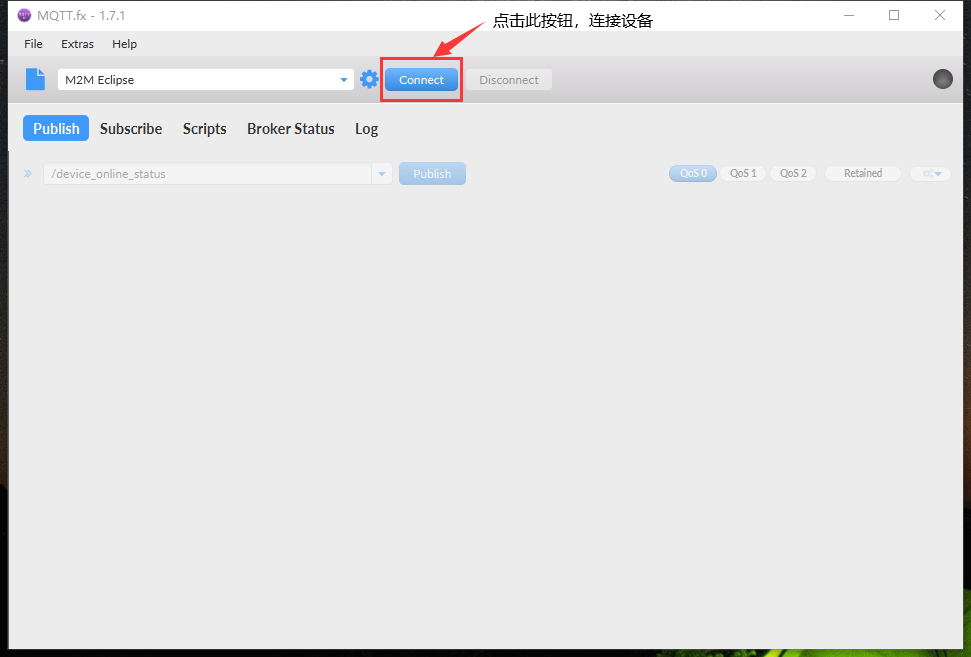 MQTT.fx - 1.7.1
点击此按钮，连接设备
File Extras Help
M2M Eclipse Connect Disconnect
Publish Subscribe Scripts Broker Status Log
/device_online_status Publish QoS 0 QoS 1 QoS 2 Retained